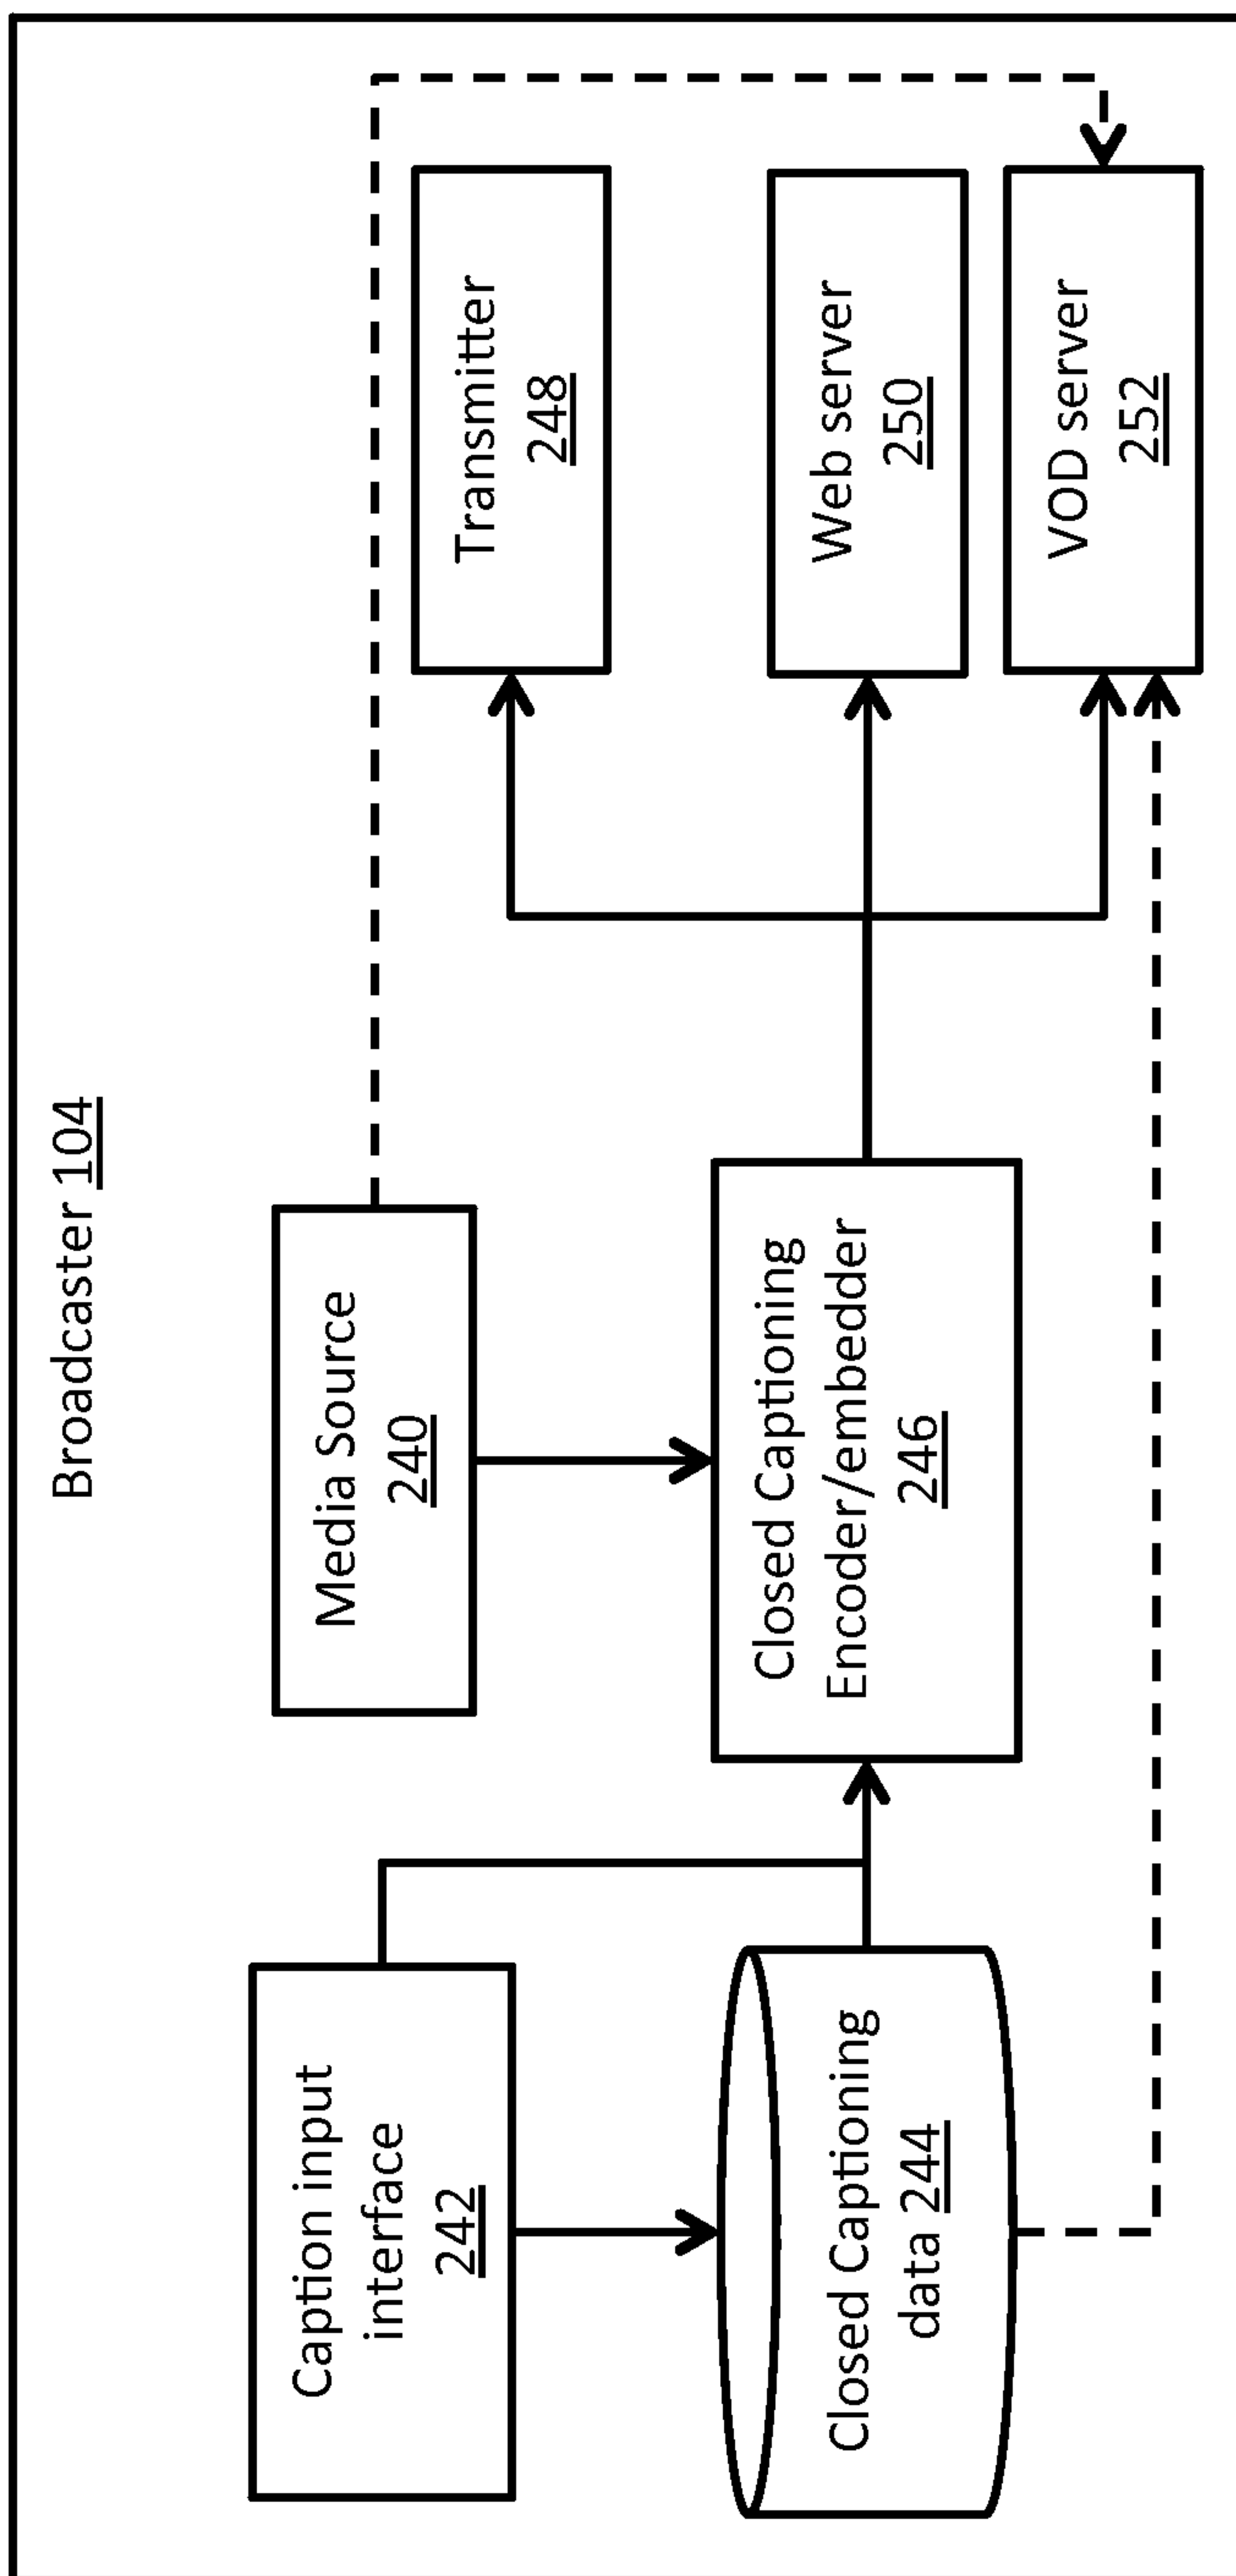 Broadcaster 104
Caption input
interface
242
Media Source
240
Transmitter
248
Closed Captioning
data 244
Closed Captioning
Encoder/embedder
246
Web server
250
VOD server
252